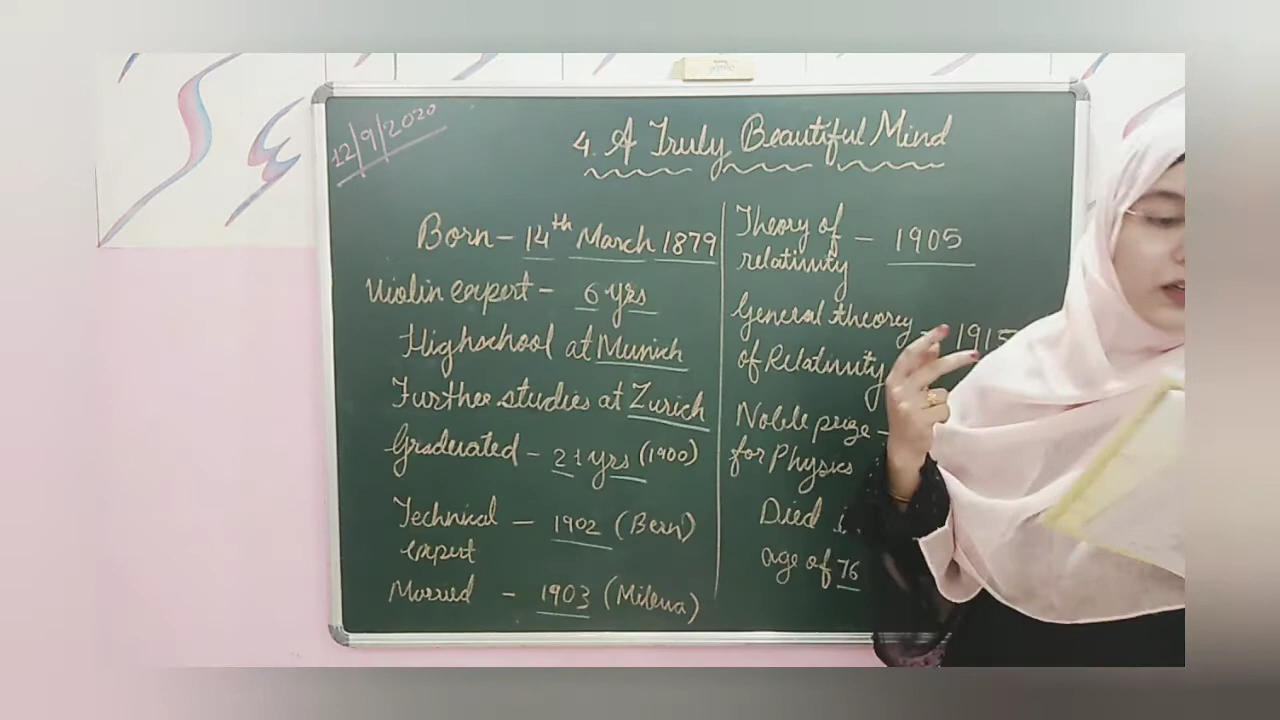 12/9/2020
4. A Truly Beautiful Mind
Born - 14th March 1879
Violin expert - 6 yrs
Highschool at Munich
Further studies at Zurich
Graduated - 21 yrs (1900)
Technical - 1902 (Bern)
expert
Married - 1903 (Mileva)
Theory of - 1905
relativity
General theory - 1915
of Relativity
Noble prize -
for Physics
Died
age of 76